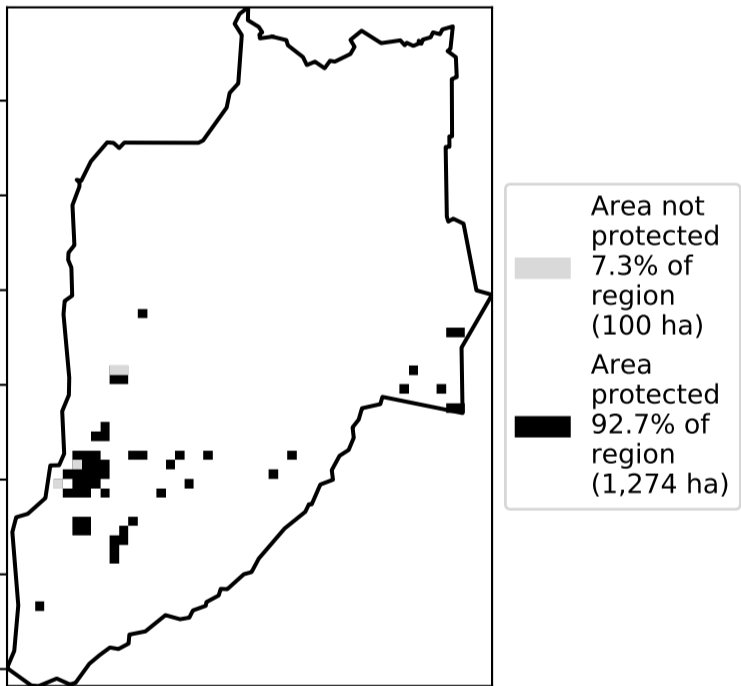 Area not
protected
7.3% of
region
(100 ha)
Area
protected
92.7% of
region
(1,274 ha)